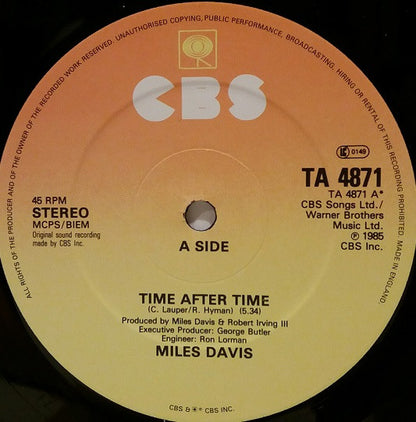 ALL RIGHTS OF THE PRODUCER AND OF THE OWNER OF THE RECORDED WORK RESERVED. UNAUTHORISED COPYING, PUBLIC PERFORMANCE, BROADCASTING, HIRING OR RENTAL OF THIS RECORDING PROHIBITED. MADE IN ENGLAND.
CBS
K 0149
TA 4871
TA 4871 A*
CBS Songs Ltd./
Warner Brothers
Music Ltd.
℗ 1985
CBS Inc.
45 RPM
STEREO
MCPS/BIEM
Original sound recording
made by CBS Inc.
A SIDE
TIME AFTER TIME
(C. Lauper/R. Hyman) (5.34)
Produced by Miles Davis & Robert Irving III
Executive Producer: George Butler
Engineer: Ron Lorman
MILES DAVIS
CBS & ® CBS INC.